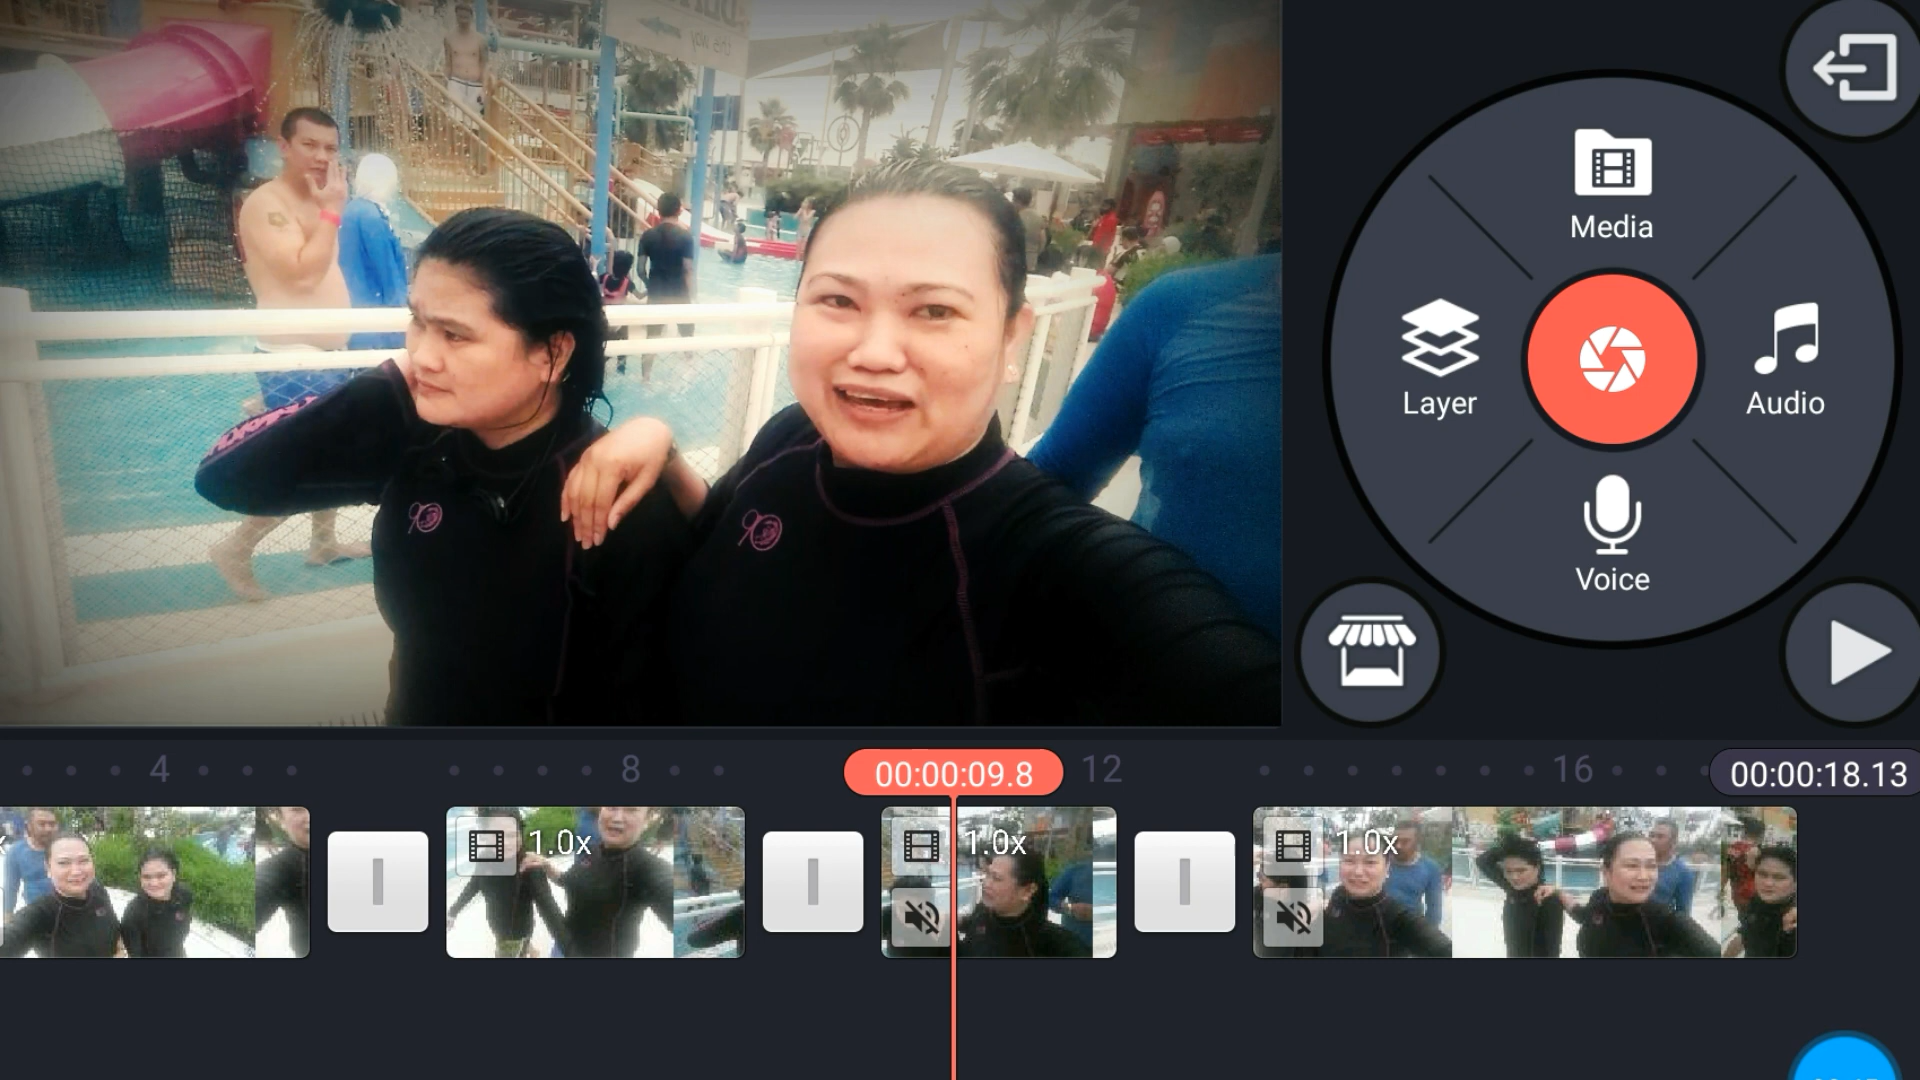 Media
Layer
Audio
Voice
4
8
00:00:09.8
12
16
00:00:18.13
1.0x
1.0x
1.0x